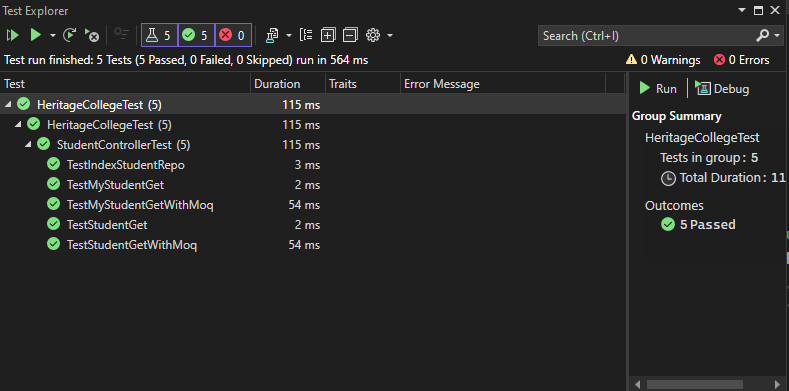 Test Explorer
5 5 0
Search (Ctrl+I)
Test run finished: 5 Tests (5 Passed, 0 Failed, 0 Skipped) run in 564 ms
0 Warnings 0 Errors
Test Duration Traits Error Message
HeritageCollegeTest (5) 115 ms
HeritageCollegeTest (5) 115 ms
StudentControllerTest (5) 115 ms
TestIndexStudentRepo 3 ms
TestMyStudentGet 2 ms
TestMyStudentGetWithMoq 54 ms
TestStudentGet 2 ms
TestStudentGetWithMoq 54 ms
Run Debug
Group Summary
HeritageCollegeTest
Tests in group: 5
Total Duration: 11
Outcomes
5 Passed